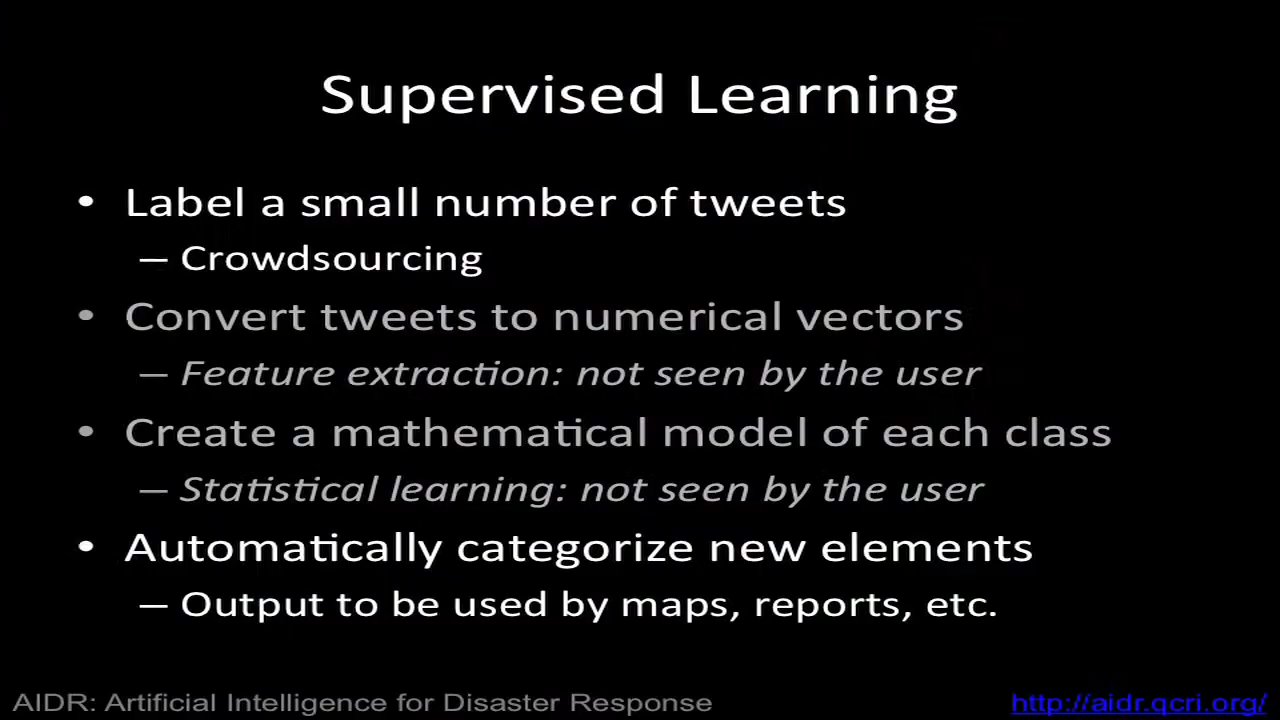 Supervised Learning
• Label a small number of tweets
– Crowdsourcing
• Convert tweets to numerical vectors
– Feature extraction: not seen by the user
• Create a mathematical model of each class
– Statistical learning: not seen by the user
• Automatically categorize new elements
– Output to be used by maps, reports, etc.
AIDR: Artificial Intelligence for Disaster Response
http://aidr.qcri.org/